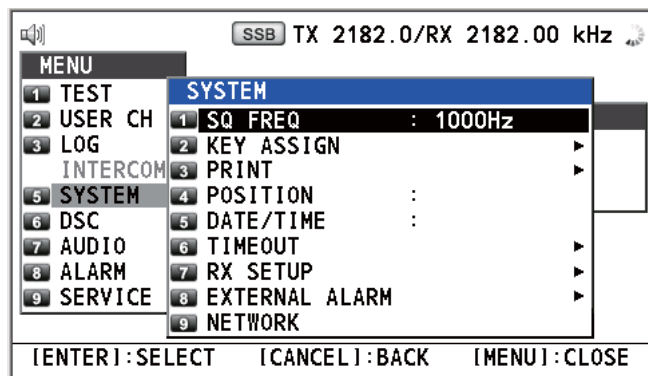 SSB TX 2182.0/RX 2182.00 kHz
MENU
1 TEST
2 USER CH
3 LOG
INTERCOM
5 SYSTEM
6 DSC
7 AUDIO
8 ALARM
9 SERVICE
SYSTEM
1 SQ FREQ : 1000Hz
2 KEY ASSIGN
3 PRINT
4 POSITION :
5 DATE/TIME :
6 TIMEOUT
7 RX SETUP
8 EXTERNAL ALARM
9 NETWORK
[ENTER]:SELECT [CANCEL]:BACK [MENU]:CLOSE